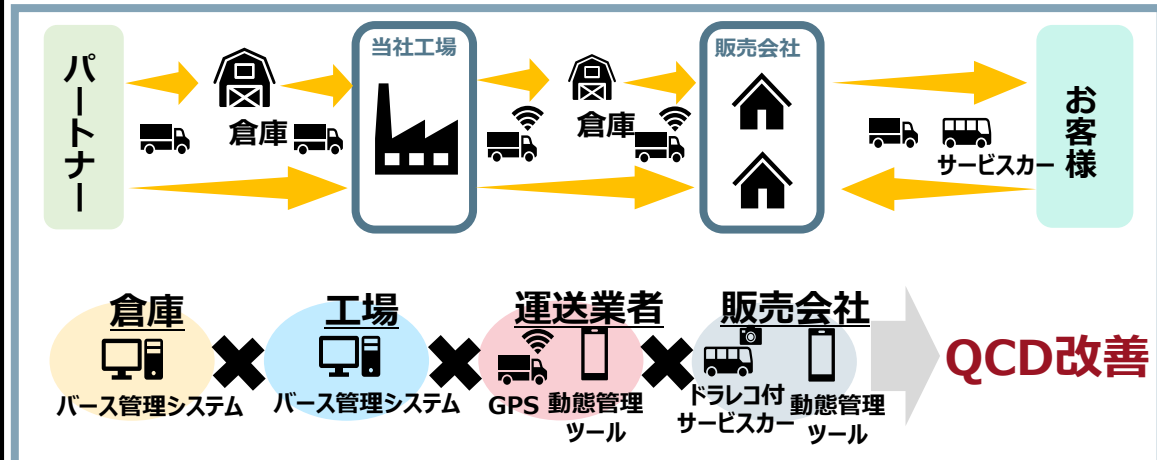 パートナー
倉庫
当社工場
倉庫
販売会社
サービスカー
お客様
倉庫
バース管理システム
工場
バース管理システム
運送業者
GPS
動態管理
ツール
販売会社
ドラレコ付
サービスカー
動態管理
ツール
QCD改善